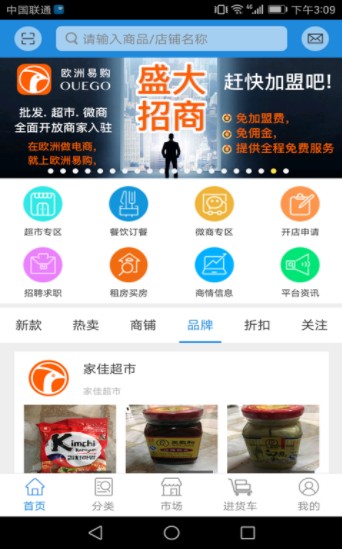 中国联通
下午3:09
请输入商品/店铺名称
欧洲易购
OUEGO
批发、超市、微商
全面开放商家入驻
在欧洲做电商，
就上欧洲易购，
盛大
招商
赶快加盟吧!
免加盟费，
免佣金，
提供全程免费服务
超市专区 餐饮订餐 微商专区 开店申请
招聘求职 租房买房 商情信息 平台资讯
新款 热卖 商铺 品牌 折扣 关注
家佳超市
家佳超市
Kimchi
首页 分类 市场 进货车 我的